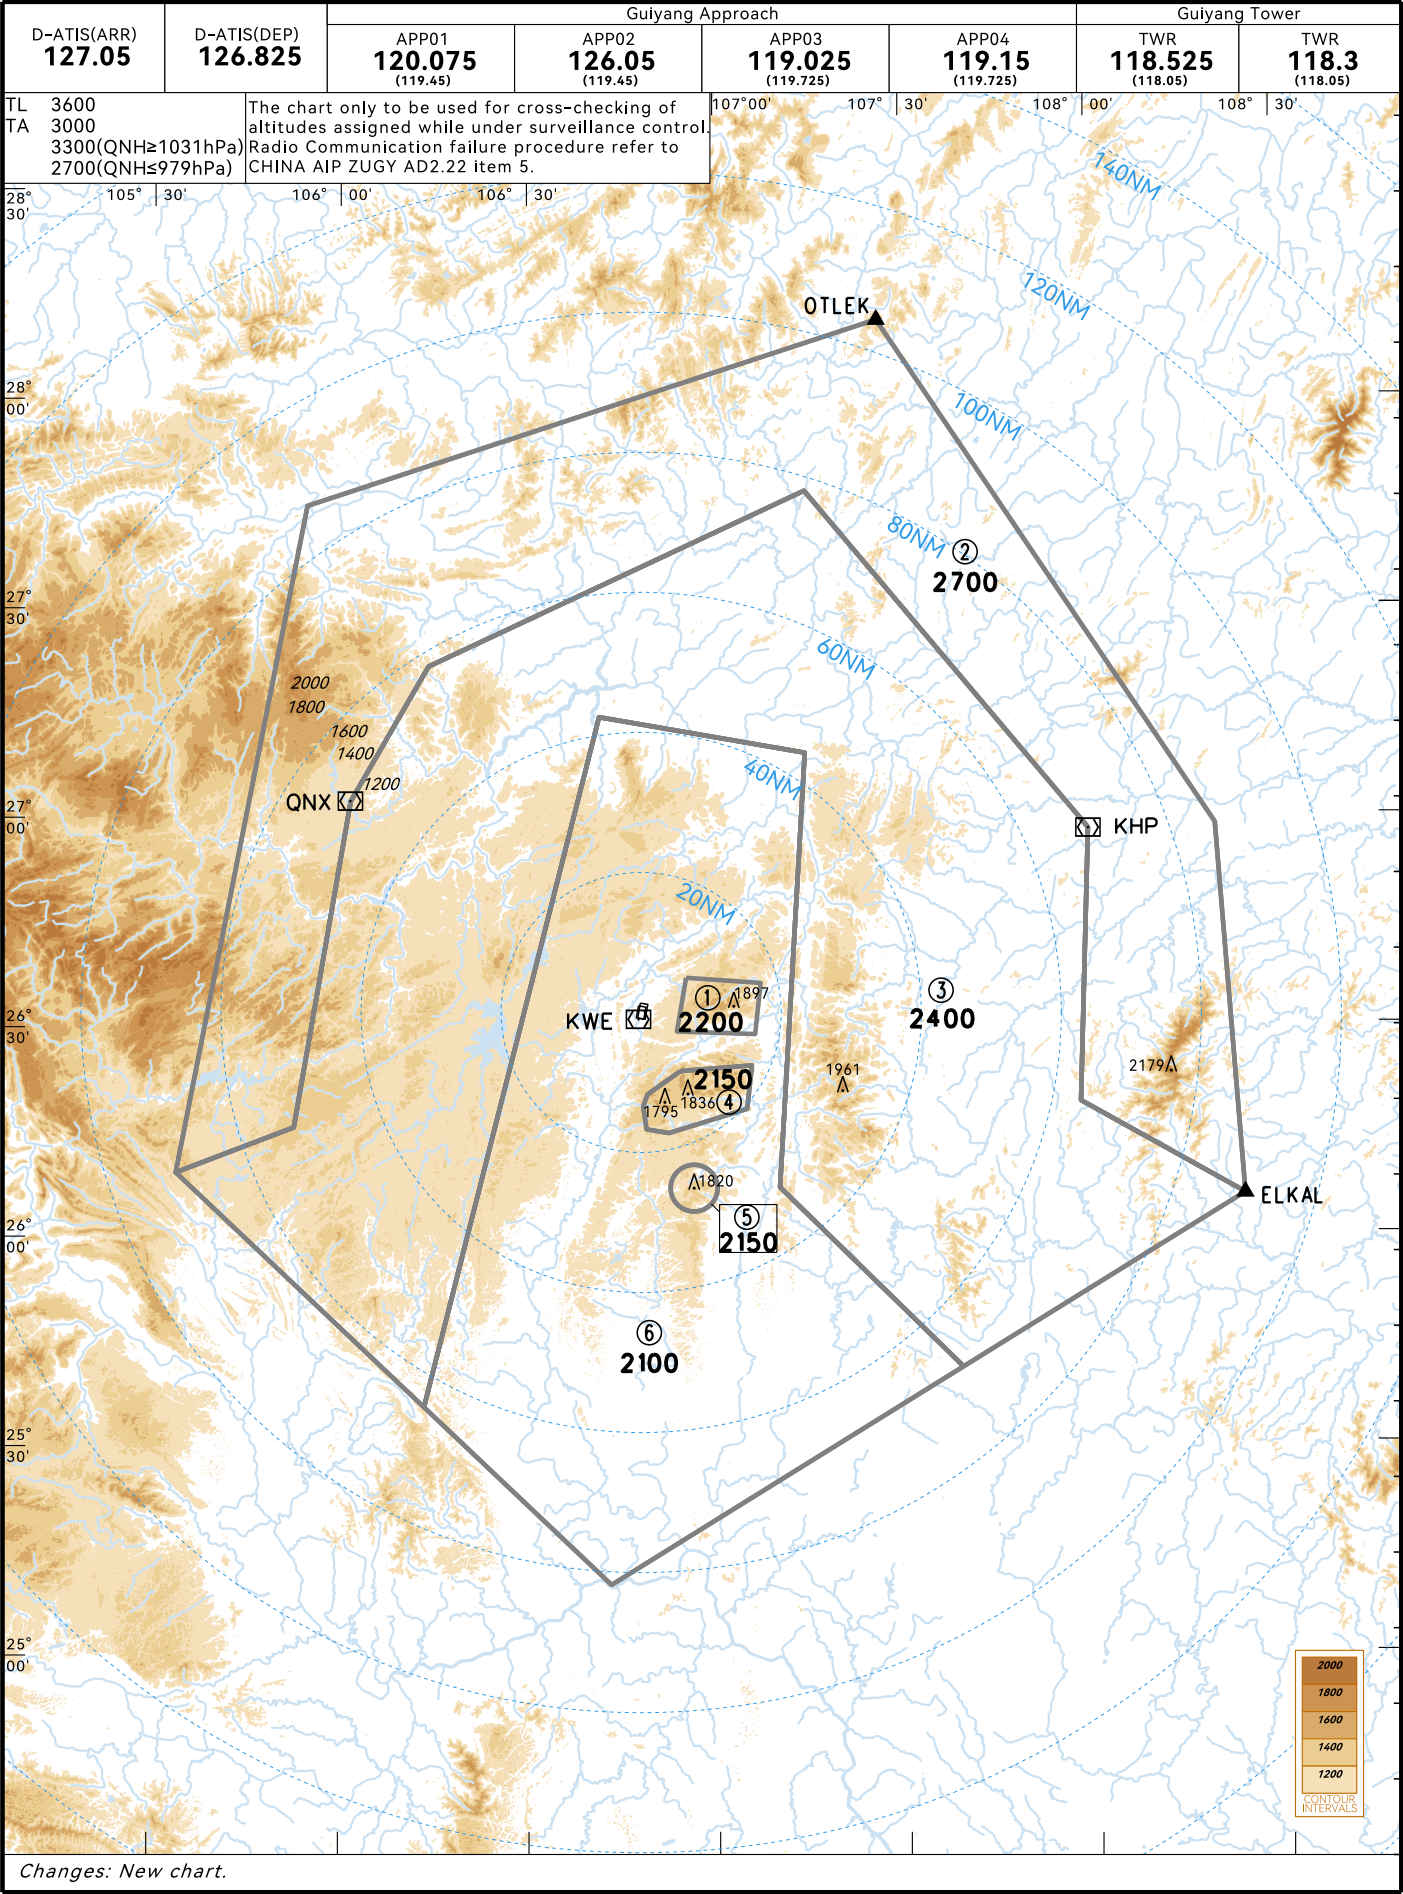 Guiyang Approach
Guiyang Tower
D-ATIS(ARR)
127.05
D-ATIS(DEP)
126.825
APP01
120.075
(119.45)
APP02
126.05
(119.45)
APP03
119.025
(119.725)
APP04
119.15
(119.725)
TWR
118.525
(118.05)
TWR
118.3
(118.05)
TL 3600
TA 3000
3300(QNH≥1031hPa)
2700(QNH≤979hPa)
The chart only to be used for cross-checking of
altitudes assigned while under surveillance control.
Radio Communication failure procedure refer to
CHINA AIP ZUGY AD2.22 item 5.
107°00'
107° 30'
108° 00'
108° 30'
105° 30'
106° 00'
106° 30'
28°
30'
140NM
120NM
OTLEK
28°
00'
100NM
80NM
②
2700
27°
30'
60NM
2000
1800
1600
1400
1200
40NM
QNX
27°
00'
KHP
20NM
①
1897
2200
KWE
③
2400
26°
30'
2150
1795
1836
④
1961
2179
1820
⑤
2150
ELKAL
26°
00'
⑥
2100
25°
30'
25°
00'
2000
1800
1600
1400
1200
CONTOUR
INTERVALS
Changes: New chart.